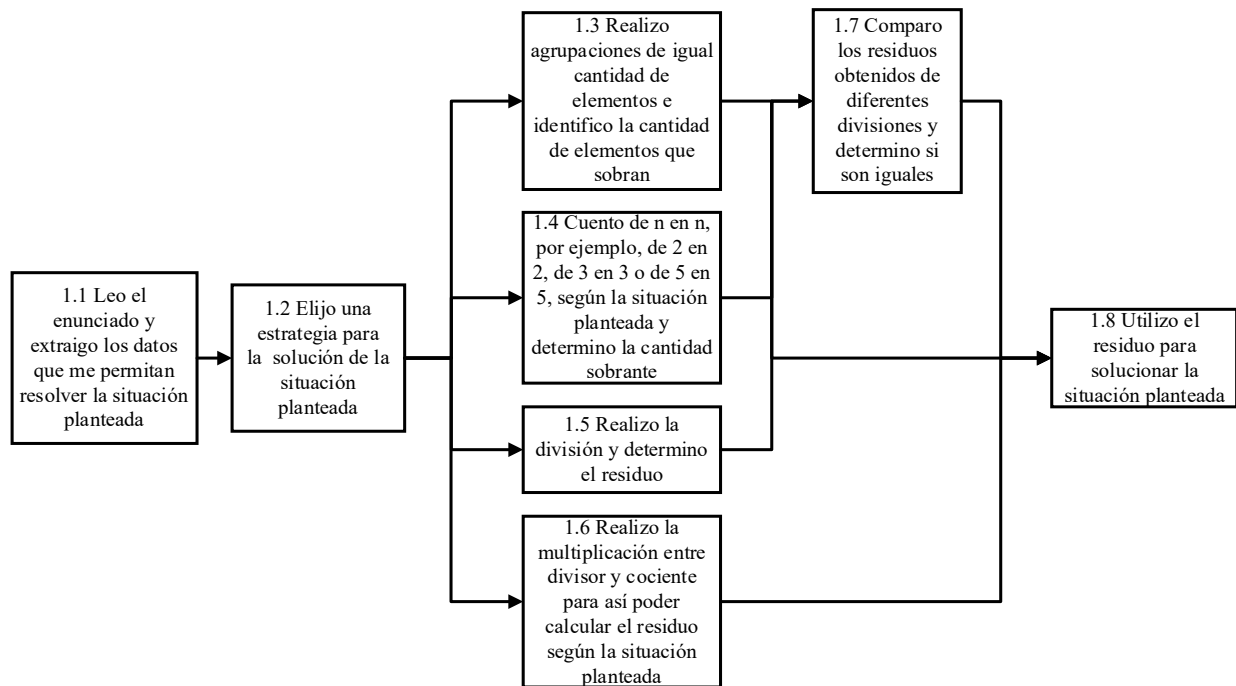 1.1 Leo el
enunciado y
extraigo los datos
que me permitan
resolver la situación
planteada
1.2 Elijo una
estrategia para
la  solución de la
situación
planteada
1.3 Realizo
agrupaciones de igual
cantidad de
elementos e
identifico la cantidad
de elementos que
sobran
1.4 Cuento de n en n,
por ejemplo, de 2 en
2, de 3 en 3 o de 5 en
5, según la situación
planteada y
determino la cantidad
sobrante
1.5 Realizo la
división y determino
el residuo
1.6 Realizo la
multiplicación entre
divisor y cociente
para así poder
calcular el residuo
según la situación
planteada
1.7 Comparo
los residuos
obtenidos de
diferentes
divisiones y
determino si
son iguales
1.8 Utilizo el
residuo para
solucionar la
situación planteada